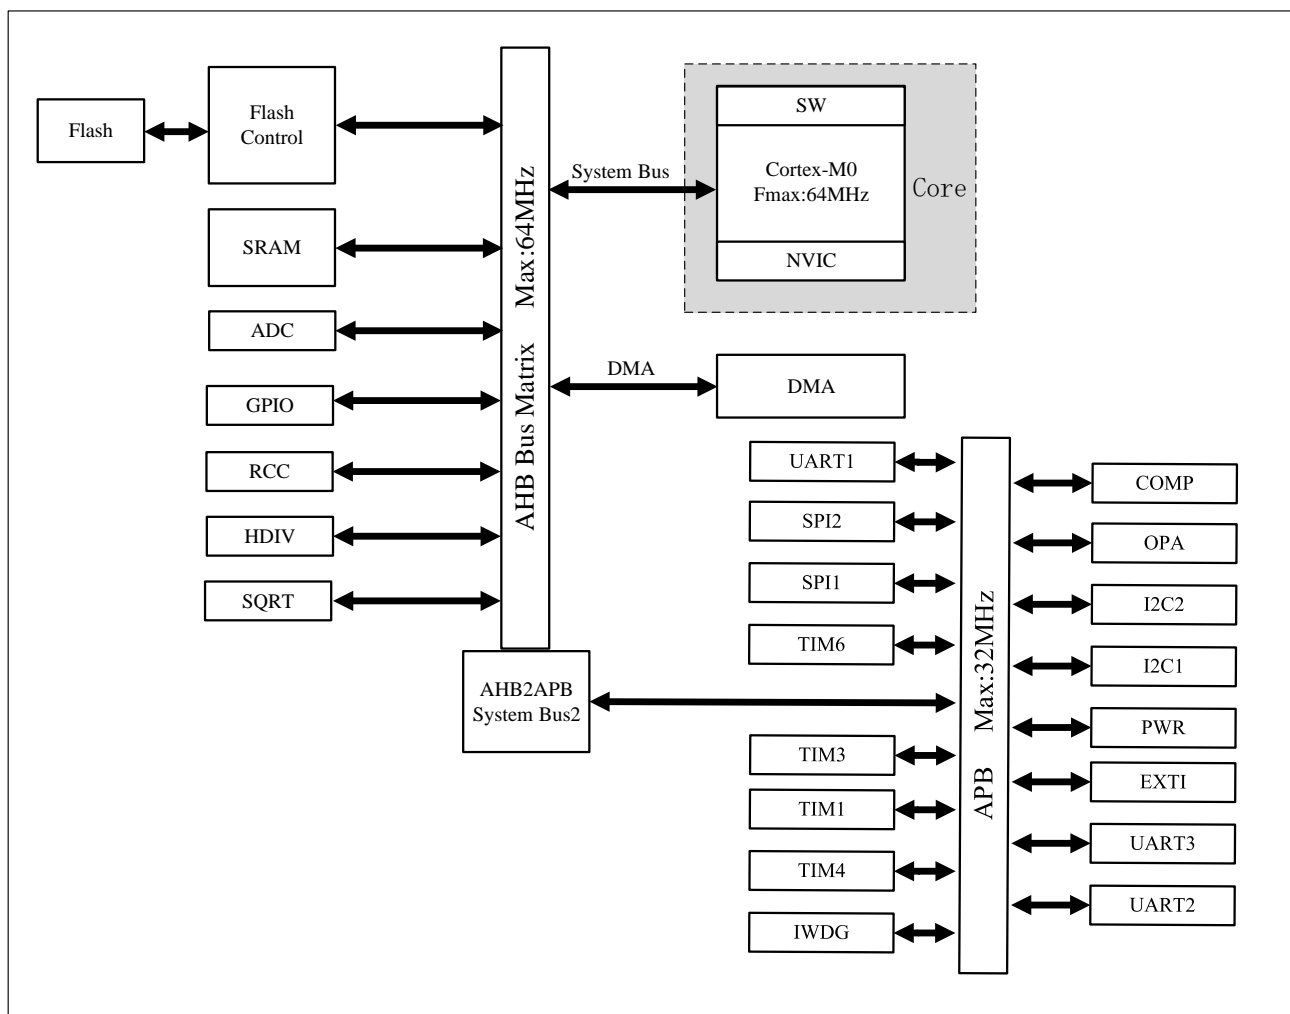 Flash
Flash
Control
SRAM
ADC
GPIO
RCC
HDIV
SQRT
AHB Bus Matrix Max:64MHz
AHB2APB
System Bus2
System Bus
SW
Cortex-M0
Fmax:64MHz
NVIC
Core
DMA
DMA
UART1
SPI2
SPI1
TIM6
TIM3
TIM1
TIM4
IWDG
APB Max:32MHz
COMP
OPA
I2C2
I2C1
PWR
EXTI
UART3
UART2